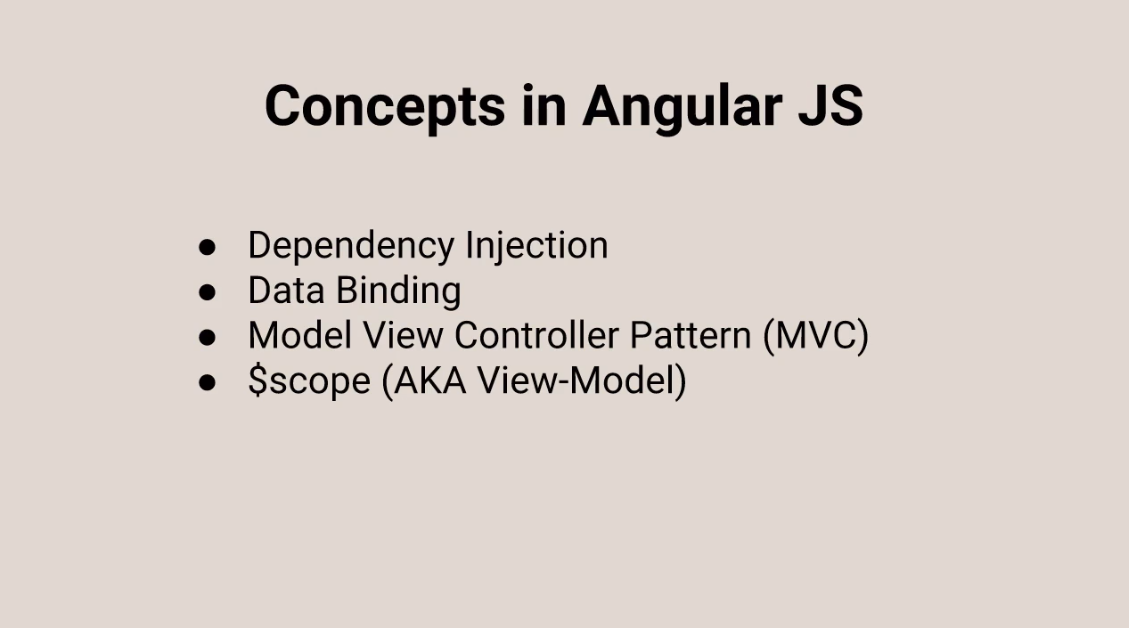 Concepts in Angular JS
● Dependency Injection
● Data Binding
● Model View Controller Pattern (MVC)
● $scope (AKA View-Model)